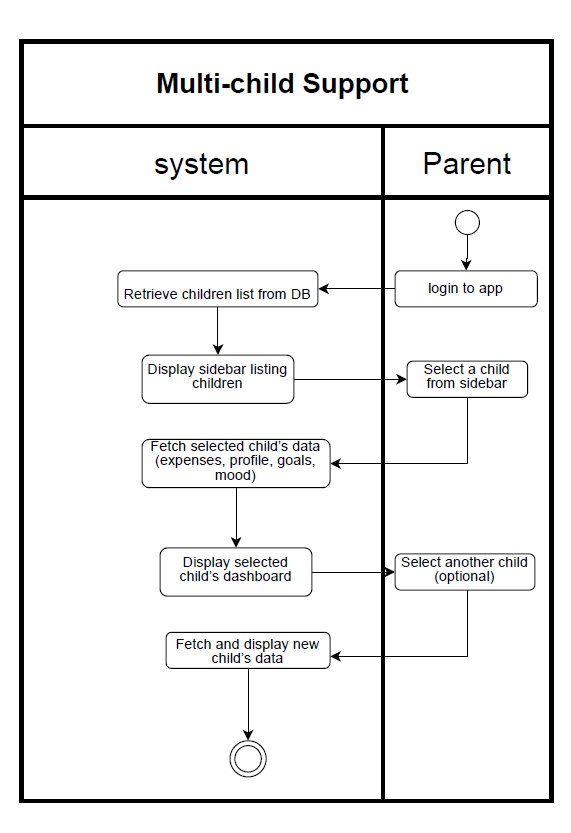 Multi-child Support
system
Parent
login to app
Retrieve children list from DB
Display sidebar listing
children
Select a child
from sidebar
Fetch selected child's data
(expenses, profile, goals,
mood)
Display selected
child's dashboard
Select another child
(optional)
Fetch and display new
child's data